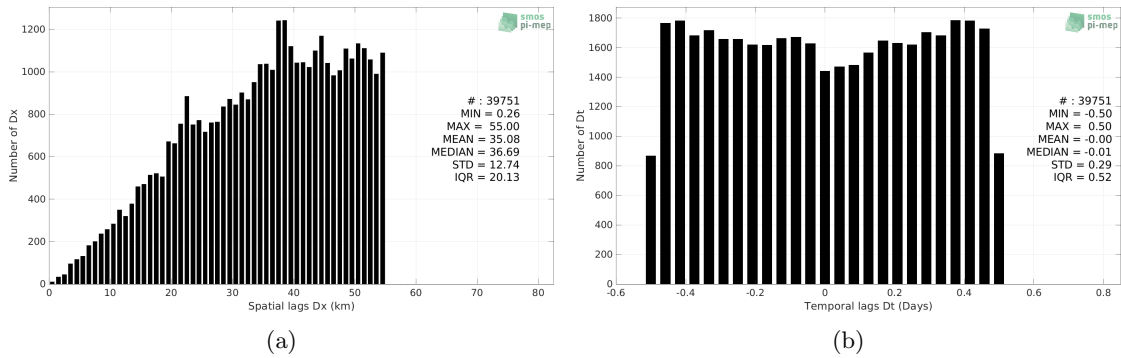 1200
1000
800
600
400
200
0
Number of Dx
smos
pi-mep
# : 39751
MIN = 0.26
MAX = 55.00
MEAN = 35.08
MEDIAN = 36.69
STD = 12.74
IQR = 20.13
0 10 20 30 40 50 60 70 80
Spatial lags Dx (km)
(a)
1800
1600
1400
1200
1000
800
600
400
200
0
Number of Dt
smos
pi-mep
# : 39751
MIN = -0.50
MAX = 0.50
MEAN = -0.00
MEDIAN = -0.01
STD = 0.29
IQR = 0.52
-0.6 -0.4 -0.2 0 0.2 0.4 0.6 0.8
Temporal lags Dt (Days)
(b)